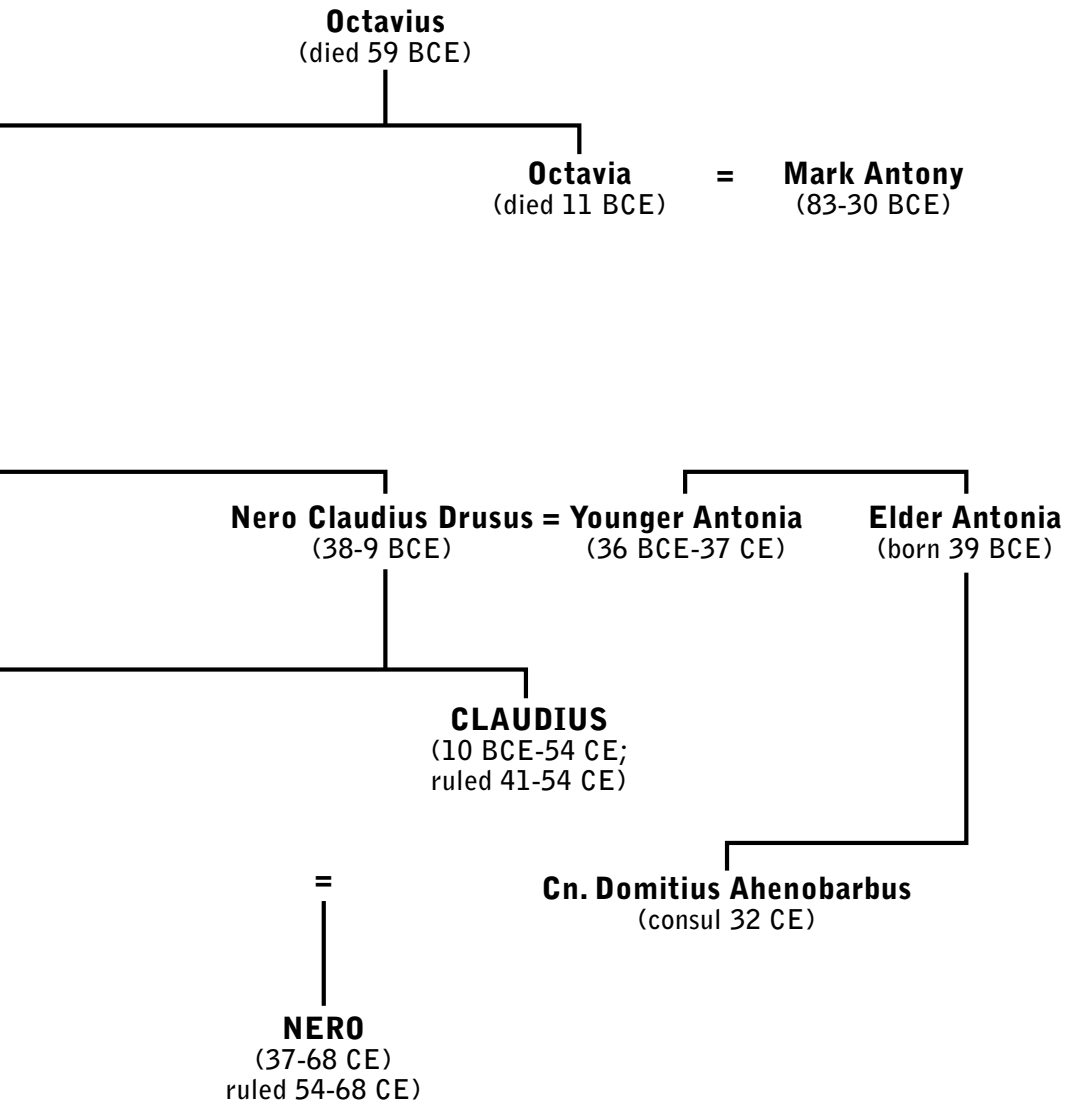 Octavius
(died 59 BCE)
Octavia = Mark Antony
(died 11 BCE) (83-30 BCE)
Nero Claudius Drusus = Younger Antonia Elder Antonia
(38-9 BCE) (36 BCE-37 CE) (born 39 BCE)
CLAUDIUS
(10 BCE-54 CE;
ruled 41-54 CE)
= Cn. Domitius Ahenobarbus
(consul 32 CE)
NERO
(37-68 CE)
ruled 54-68 CE)